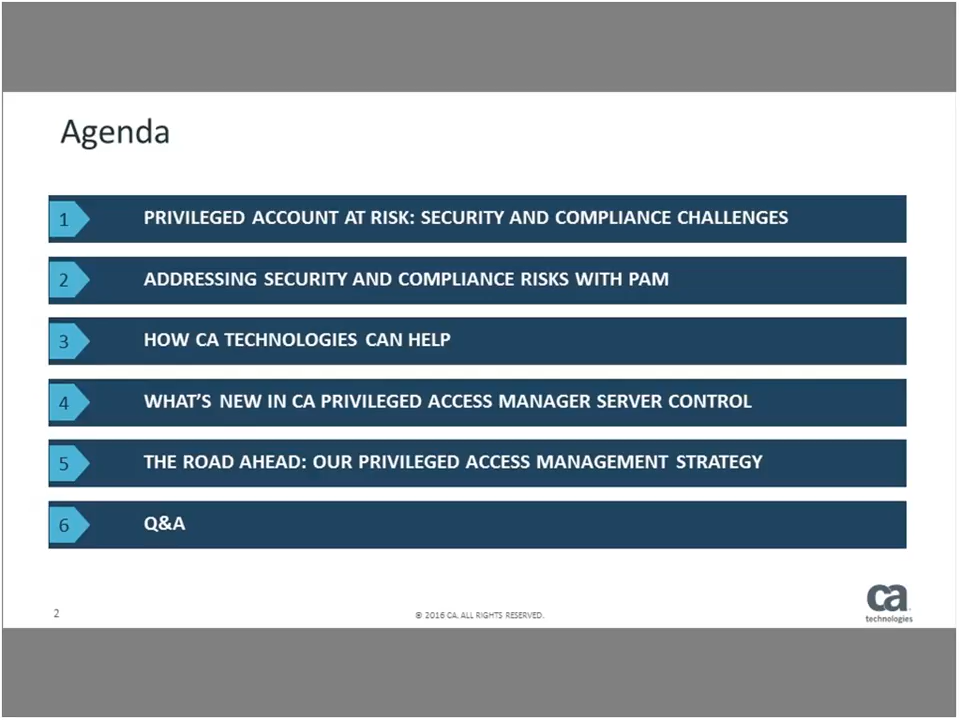 Agenda
1 PRIVILEGED ACCOUNT AT RISK: SECURITY AND COMPLIANCE CHALLENGES
2 ADDRESSING SECURITY AND COMPLIANCE RISKS WITH PAM
3 HOW CA TECHNOLOGIES CAN HELP
4 WHAT'S NEW IN CA PRIVILEGED ACCESS MANAGER SERVER CONTROL
5 THE ROAD AHEAD: OUR PRIVILEGED ACCESS MANAGEMENT STRATEGY
6 Q&A
2 © 2016 CA. ALL RIGHTS RESERVED.
ca
technologies